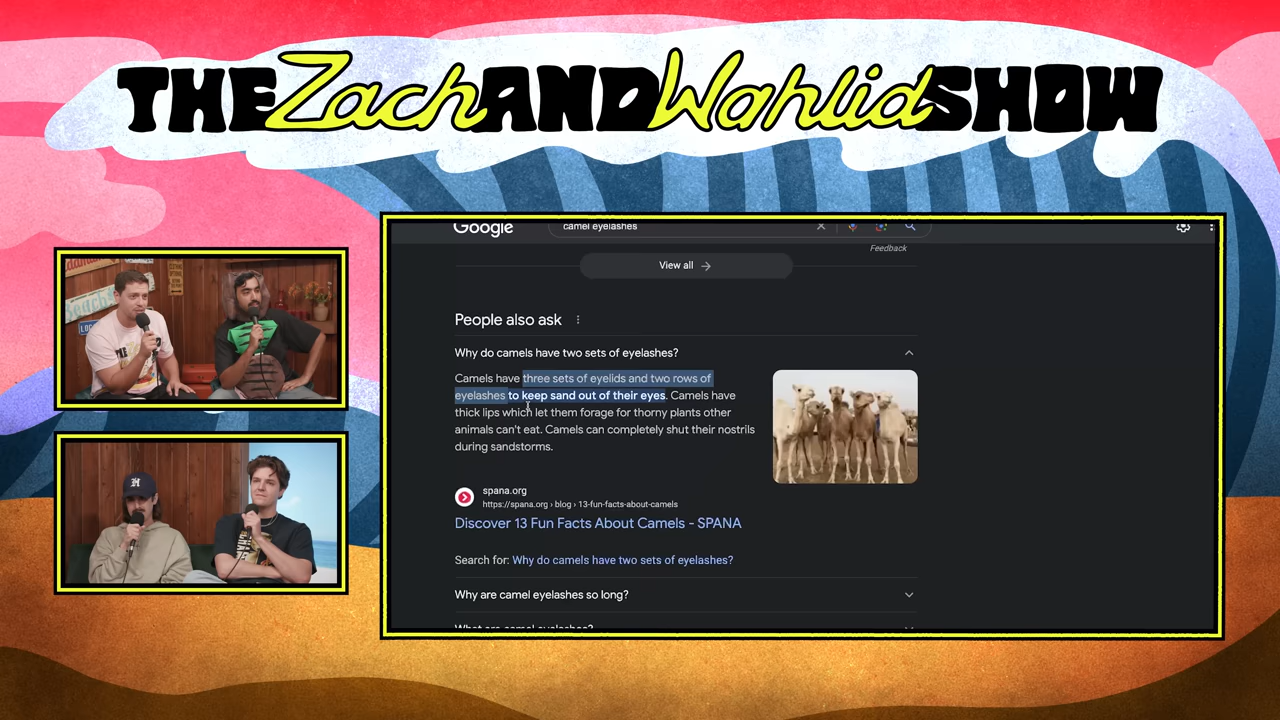 THE Zach AND Wahlid SHOW
Google
camel eyelashes
Feedback
View all
People also ask
Why do camels have two sets of eyelashes?
Camels have three sets of eyelids and two rows of
eyelashes to keep sand out of their eyes. Camels have
thick lips which let them forage for thorny plants other
animals can't eat. Camels can completely shut their nostrils
during sandstorms.
spana.org
https://spana.org › blog › 13-fun-facts-about-camels
Discover 13 Fun Facts About Camels - SPANA
Search for: Why do camels have two sets of eyelashes?
Why are camel eyelashes so long?
What are camel eyelashes?
Beach
H